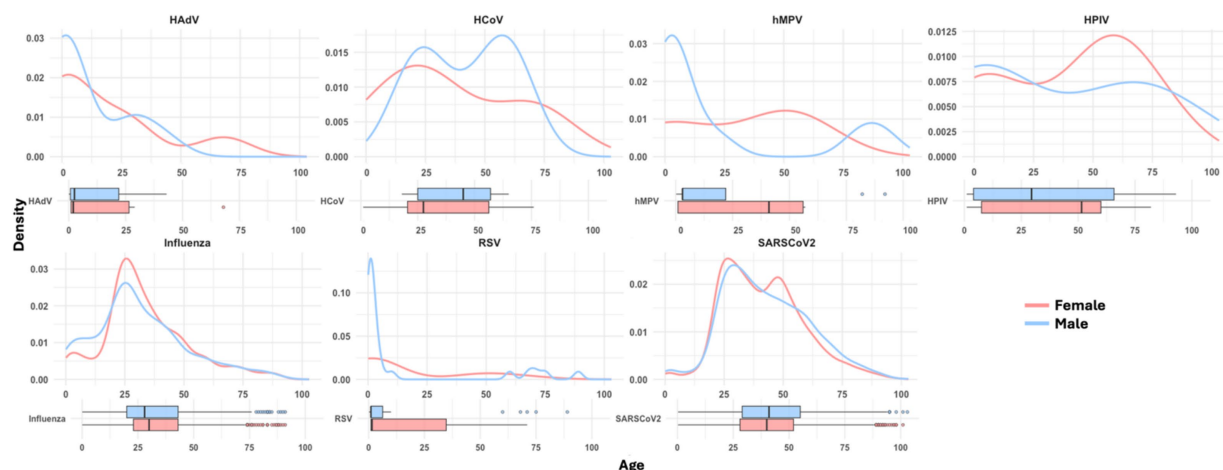 HAdV
HCoV
hMPV
HPIV
0.03
0.02
0.01
0.00
0.015
0.010
0.005
0.000
0.03
0.02
0.01
0.00
0.0125
0.0100
0.0075
0.0050
0.0025
0.0000
0 25 50 75 100
0 25 50 75 100
0 25 50 75 100
0 25 50 75 100
HAdV
HCoV
hMPV
HPIV
0 25 50 75 100
0 25 50 75 100
0 25 50 75 100
0 25 50 75 100
Density
Influenza
RSV
SARSCoV2
0.03
0.02
0.01
0.00
0.10
0.05
0.00
0.02
0.01
0.00
0 25 50 75 100
0 25 50 75 100
0 25 50 75 100
Female
Male
Influenza
RSV
SARSCoV2
0 25 50 75 100
0 25 50 75 100
0 25 50 75 100
Age